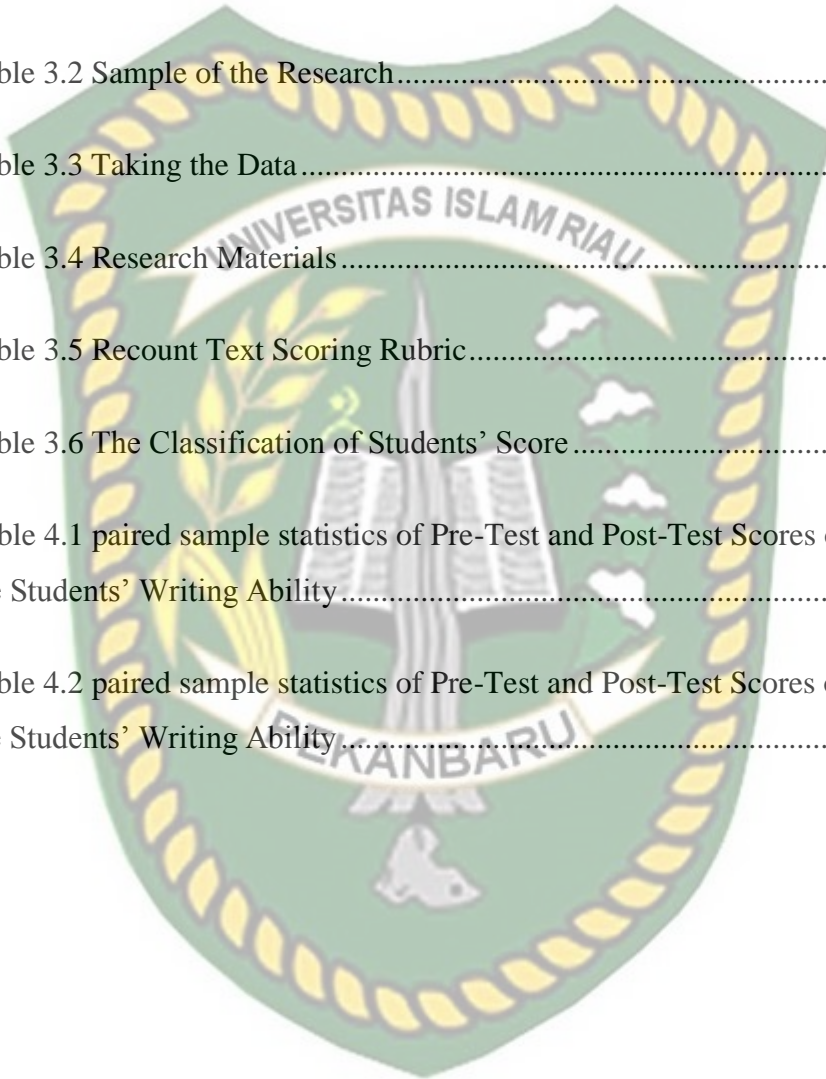 ble 3.2 Sample of the Research....................................................
ble 3.3 Taking the Data....................................................
UNIVERSITAS ISLAM RIAU
ble 3.4 Research Materials....................................................
ble 3.5 Recount Text Scoring Rubric....................................................
ble 3.6 The Classification of Students’ Score....................................................
ble 4.1 paired sample statistics of Pre-Test and Post-Test Scores
e Students’ Writing Ability....................................................
ble 4.2 paired sample statistics of Pre-Test and Post-Test Scores
e Students’ Writing Ability....................................................
PEKANBARU